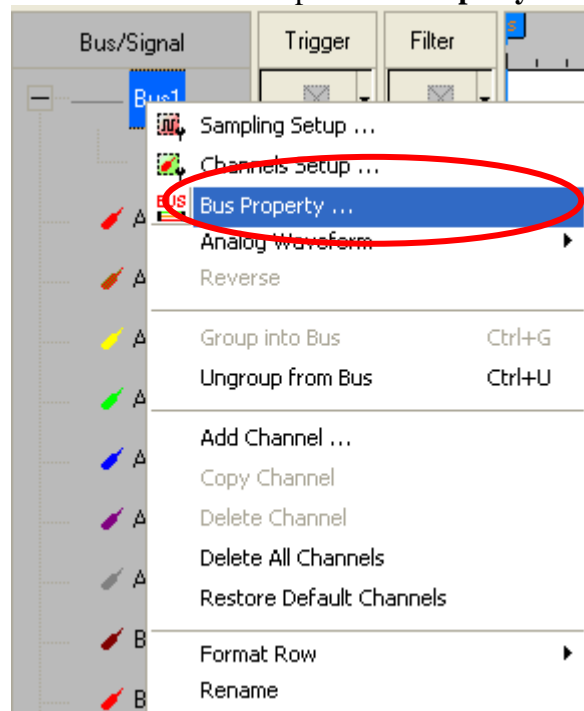 Bus/Signal Trigger Filter
Bus1
Sampling Setup ...
Channels Setup ...
BUS Bus Property ...
Analog Waveform
A
Reverse
A
Group into Bus Ctrl+G
A
Ungroup from Bus Ctrl+U
A
Add Channel ...
A
Copy Channel
Delete Channel
A
Delete All Channels
A
Restore Default Channels
B
Format Row
Rename
B